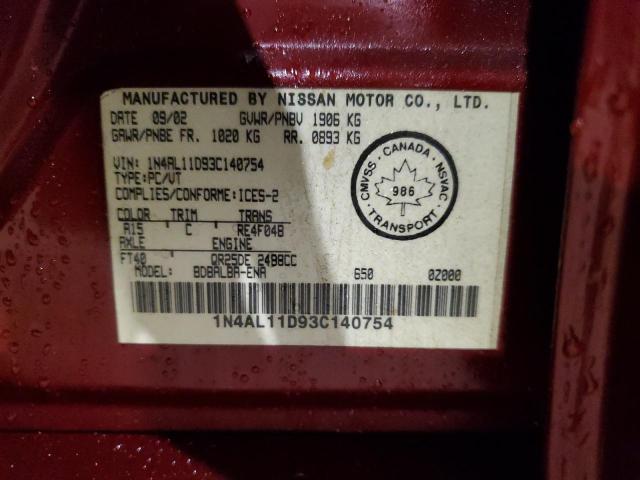 MANUFACTURED BY NISSAN MOTOR CO., LTD.
DATE 09/02 GVWR/PNBV 1906 KG
GAWR/PNBE FR. 1020 KG RR. 0893 KG
VIN: 1N4AL11D93C140754
TYPE:PC/VT
COMPLIES/CONFORME:ICES-2
COLOR TRIM TRANS
A15 C RE4F04B
AXLE ENGINE
FT40 QR25DE 2488CC
MODEL: BDBALBA-ENA 650 0Z000
1N4AL11D93C140754
CMVSS - CANADA - NSVAC
986
- TRANSPORT -